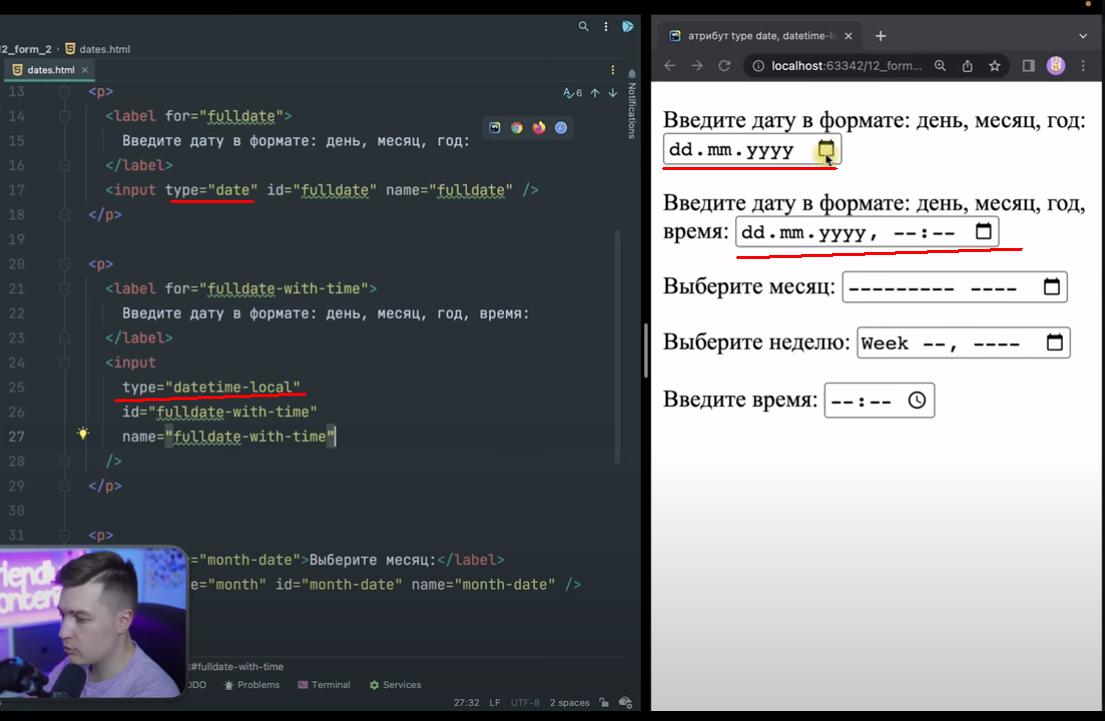 12_form_2 › dates.html
dates.html ×
6
Notifications
13 <p>
14 <label for="fulldate">
15 Введите дату в формате: день, месяц, год:
16 </label>
17 <input type="date" id="fulldate" name="fulldate" />
18 </p>
19
20 <p>
21 <label for="fulldate-with-time">
22 Введите дату в формате: день, месяц, год, время:
23 </label>
24 <input
25 type="datetime-local"
26 id="fulldate-with-time"
27 name="fulldate-with-time"
28 />
29 </p>
30
31 <p>
="month-date">Выберите месяц:</label>
e="month" id="month-date" name="month-date" />
#fulldate-with-time
ODO Problems Terminal Services
27:32 LF UTF-8 2 spaces
атрибут type date, datetime-lo ×
localhost:63342/12_form...
Введите дату в формате: день, месяц, год:
dd.mm.yyyy
Введите дату в формате: день, месяц, год,
время: dd.mm.yyyy, --:--
Выберите месяц: --------- ----
Выберите неделю: Week --, ----
Введите время: --:--